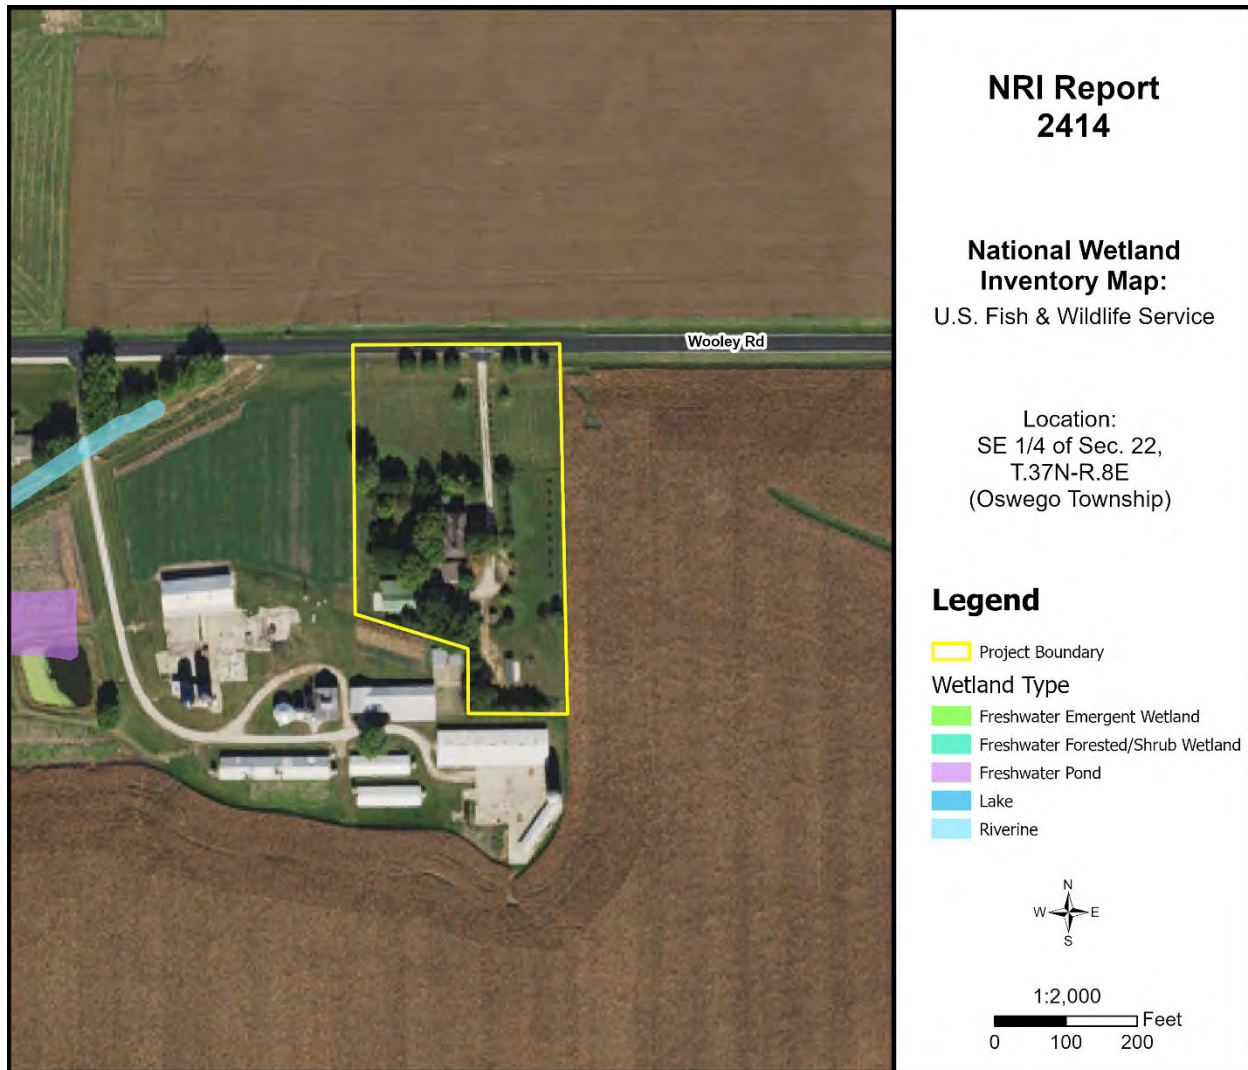 NRI Report
2414
National Wetland
Inventory Map:
U.S. Fish & Wildlife Service
Wooley Rd
Location:
SE 1/4 of Sec. 22,
T.37N-R.8E
(Oswego Township)
Legend
Project Boundary
Wetland Type
Freshwater Emergent Wetland
Freshwater Forested/Shrub Wetland
Freshwater Pond
Lake
Riverine
N
W E
S
1:2,000
Feet
0 100 200